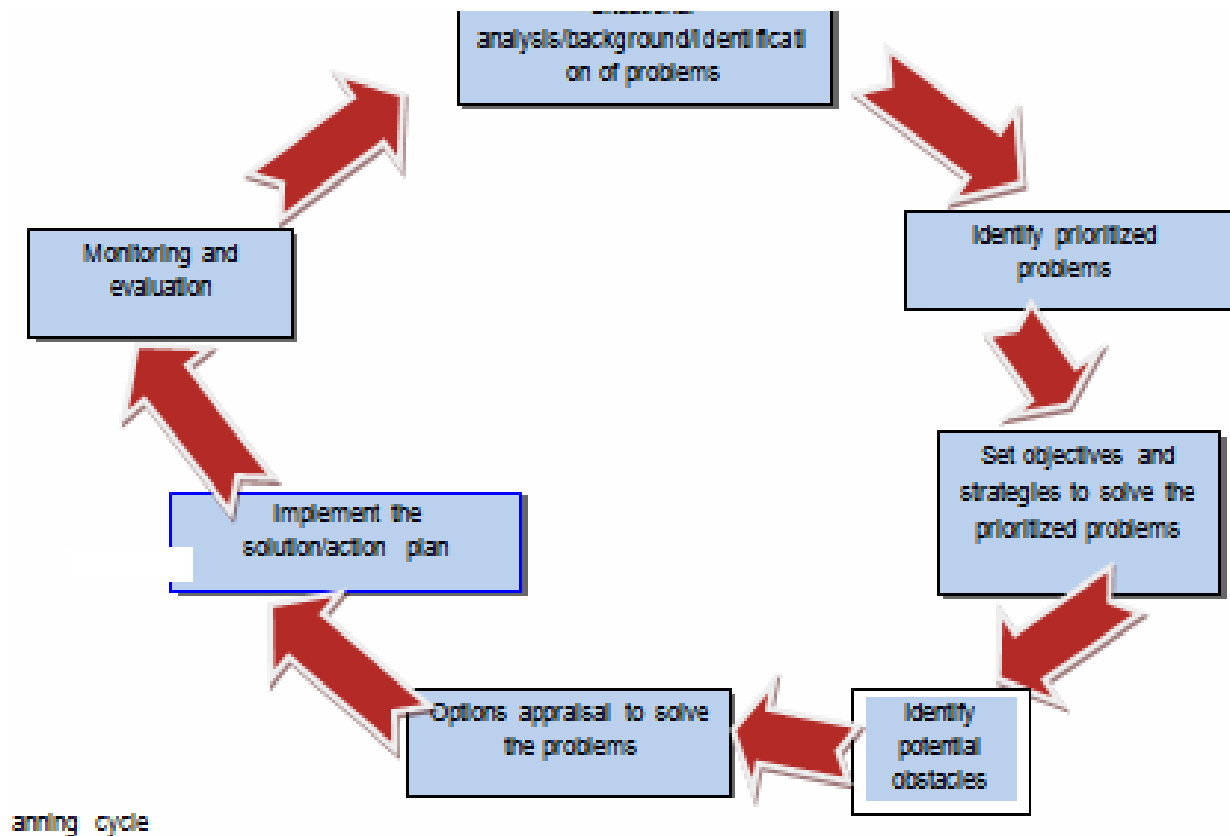 analysis/background/identificati
on of problems
Identify prioritized
problems
Set objectives and
strategies to solve the
prioritized problems
Identify
potential
obstacles
Options appraisal to solve
the problems
Implement the
solution/action plan
Monitoring and
evaluation
anning cycle